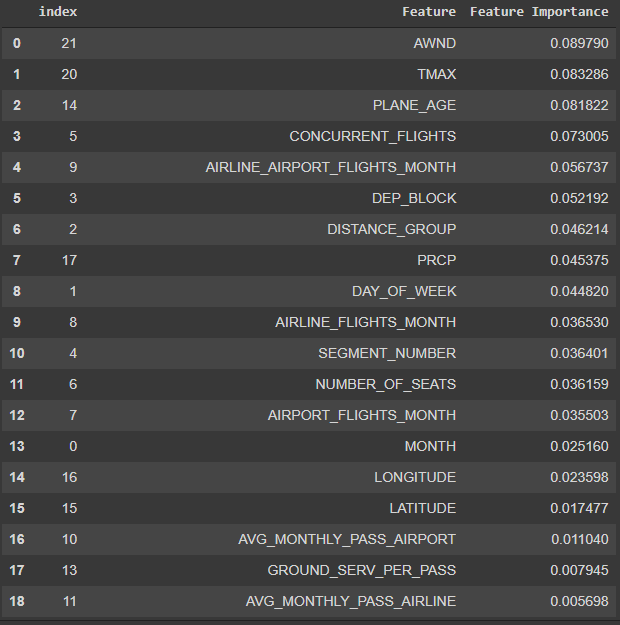 index Feature Feature Importance
0 21 AWND 0.089790
1 20 TMAX 0.083286
2 14 PLANE_AGE 0.081822
3 5 CONCURRENT_FLIGHTS 0.073005
4 9 AIRLINE_AIRPORT_FLIGHTS_MONTH 0.056737
5 3 DEP_BLOCK 0.052192
6 2 DISTANCE_GROUP 0.046214
7 17 PRCP 0.045375
8 1 DAY_OF_WEEK 0.044820
9 8 AIRLINE_FLIGHTS_MONTH 0.036530
10 4 SEGMENT_NUMBER 0.036401
11 6 NUMBER_OF_SEATS 0.036159
12 7 AIRPORT_FLIGHTS_MONTH 0.035503
13 0 MONTH 0.025160
14 16 LONGITUDE 0.023598
15 15 LATITUDE 0.017477
16 10 AVG_MONTHLY_PASS_AIRPORT 0.011040
17 13 GROUND_SERV_PER_PASS 0.007945
18 11 AVG_MONTHLY_PASS_AIRLINE 0.005698